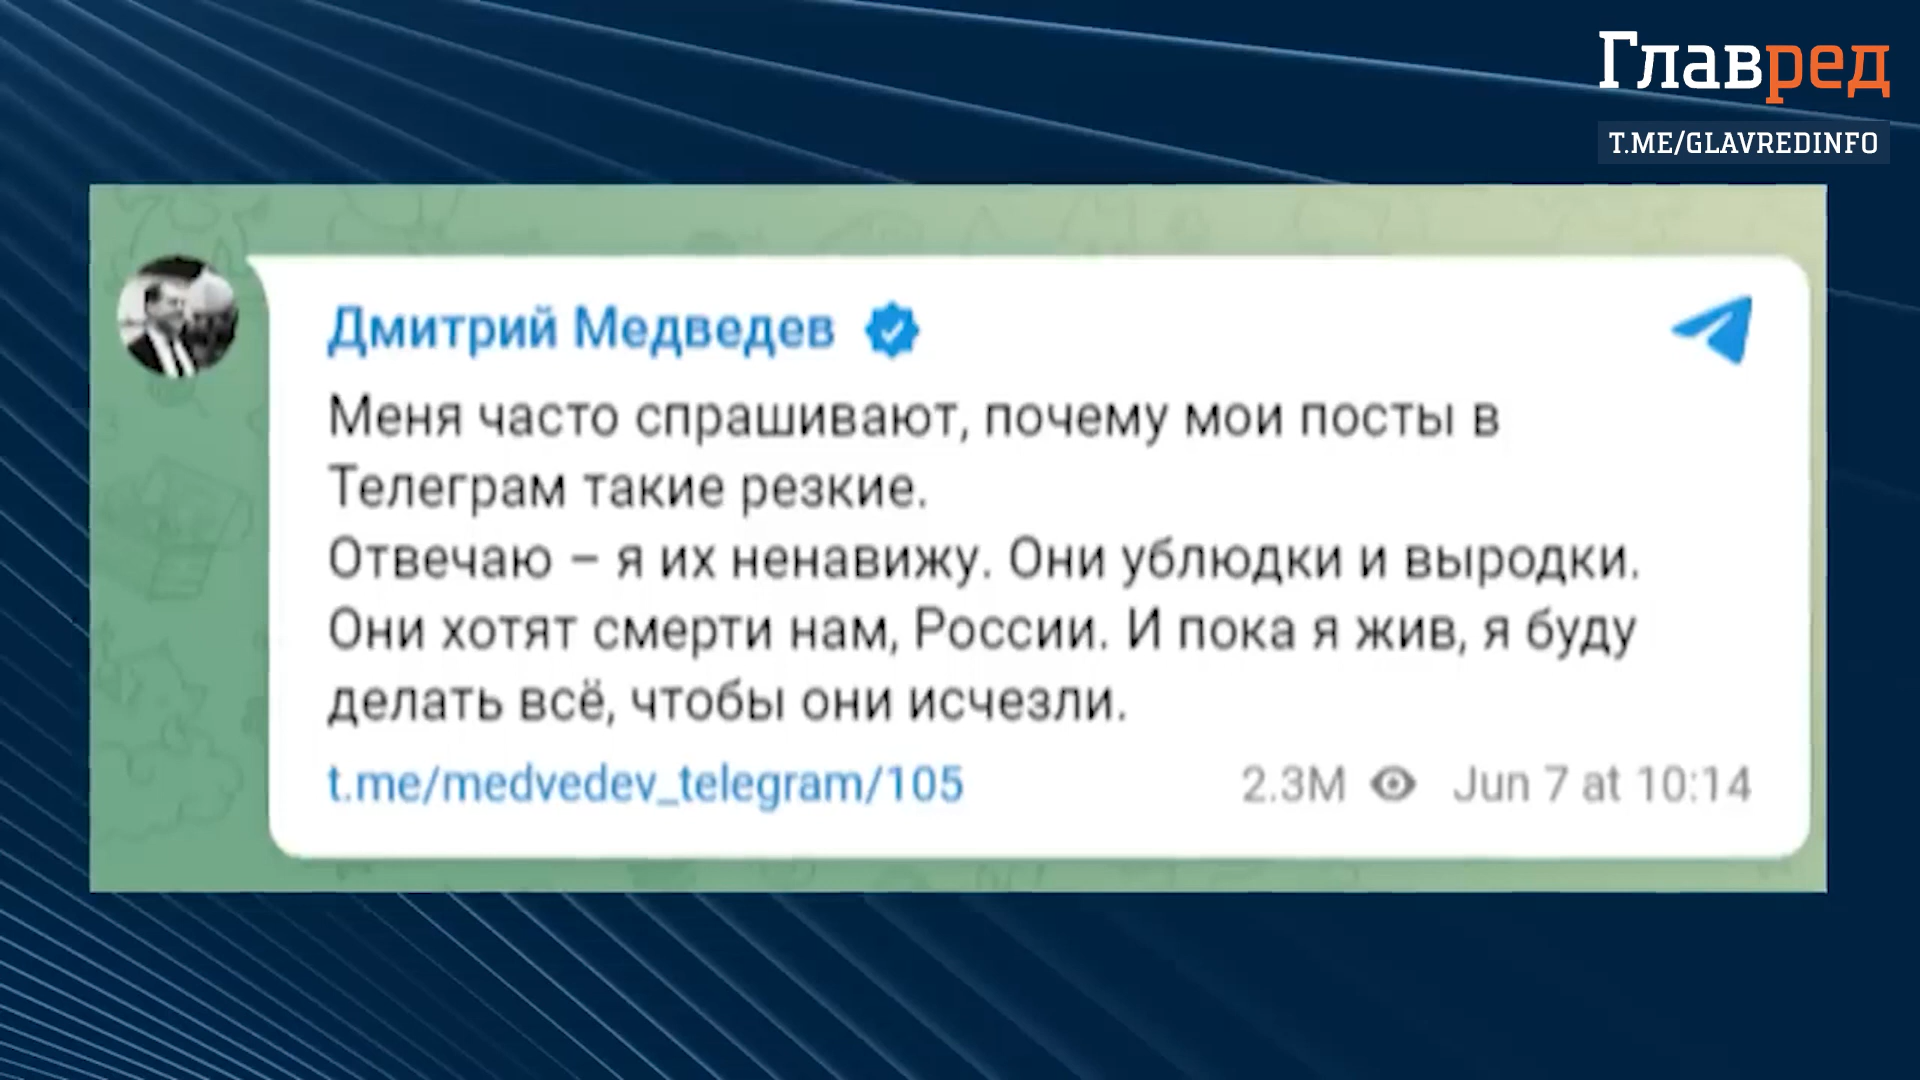 Главред
T.ME/GLAVREDINFO
Дмитрий Медведев
Меня часто спрашивают, почему мои посты в
Телеграм такие резкие.
Отвечаю – я их ненавижу. Они ублюдки и выродки.
Они хотят смерти нам, России. И пока я жив, я буду
делать всё, чтобы они исчезли.
t.me/medvedev_telegram/105 2.3M Jun 7 at 10:14